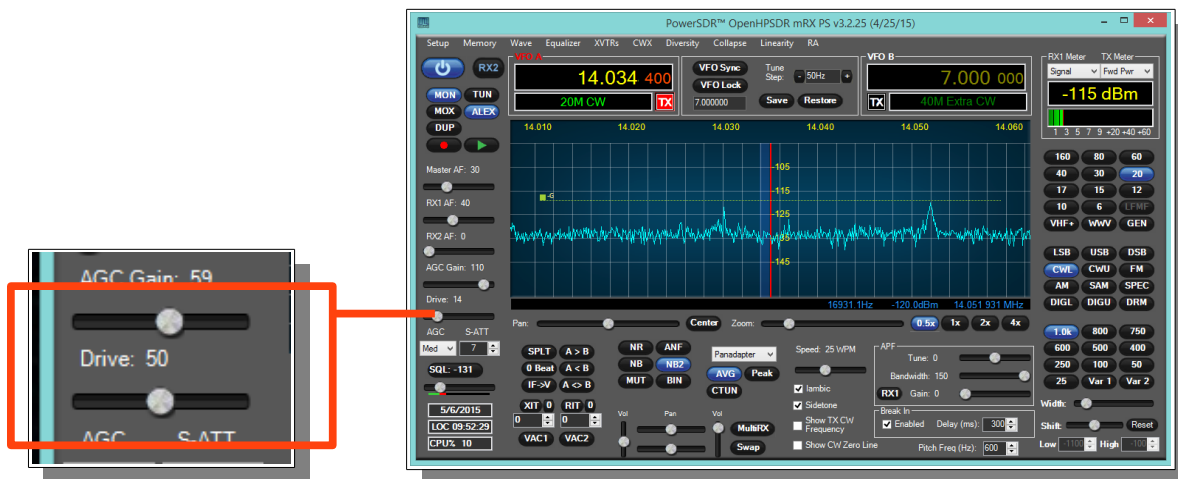 AGC Gain: 59
Drive: 50
AGC S-ATT
PowerSDR™ OpenHPSDR mRX PS v3.2.25 (4/25/15)
Setup Memory Wave Equalizer XVTRs CWX Diversity Collapse Linearity RA
RX2
MON TUN
MOX ALEX
DUP
Master AF: 30
RX1 AF: 40
RX2 AF: 0
AGC Gain: 110
Drive: 14
AGC S-ATT
Med 7
SQL: -131
5/6/2015
LOC 09:52:29
CPU% 10
VFO A
14.034 400
20M CW TX
VFO Sync
VFO Lock
7.000000
Tune
Step: - 50Hz +
Save Restore
VFO B
7.000 000
TX 40M Extra CW
RX1 Meter TX Meter
Signal Fwd Pwr
-115 dBm
1 3 5 7 9 +20 +40 +60
14.010 14.020 14.030 14.040 14.050 14.060
-G
-105
-115
-125
-135
-145
16931.1Hz -120.0dBm 14.051 931 MHz
Pan: Center Zoom: 0.5x 1x 2x 4x
SPLT A > B
0 Beat A < B
IF->V A <> B
XIT 0 RIT 0
0 0
VAC1 VAC2
NR ANF
NB NB2
MUT BIN
Panadapter
AVG Peak
CTUN
Vol Pan Vol
MultiRX
Swap
Speed: 25 WPM
Iambic
Sidetone
Show TX CW
Frequency
Show CW Zero Line
APF
Tune: 0
Bandwidth: 150
RX1 Gain: 0
Break In
Enabled Delay (ms): 300
Pitch Freq (Hz): 600
160 80 60
40 30 20
17 15 12
10 6 LFMF
VHF+ WWV GEN
LSB USB DSB
CWL CWU FM
AM SAM SPEC
DIGL DIGU DRM
1.0k 800 750
600 500 400
250 100 50
25 Var 1 Var 2
Width:
Shift: Reset
Low -1100 High -100